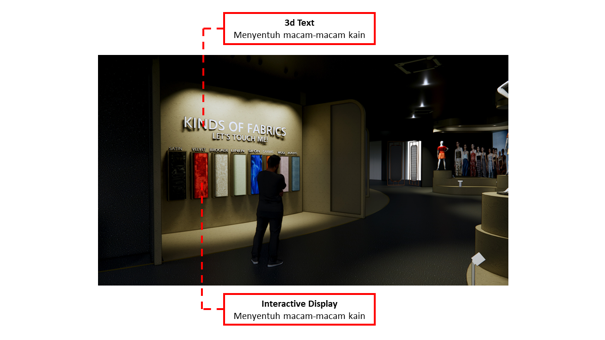 3d Text
Menyentuh macam-macam kain
KINDS OF FABRICS
LET'S TOUCH ME
Interactive Display
Menyentuh macam-macam kain